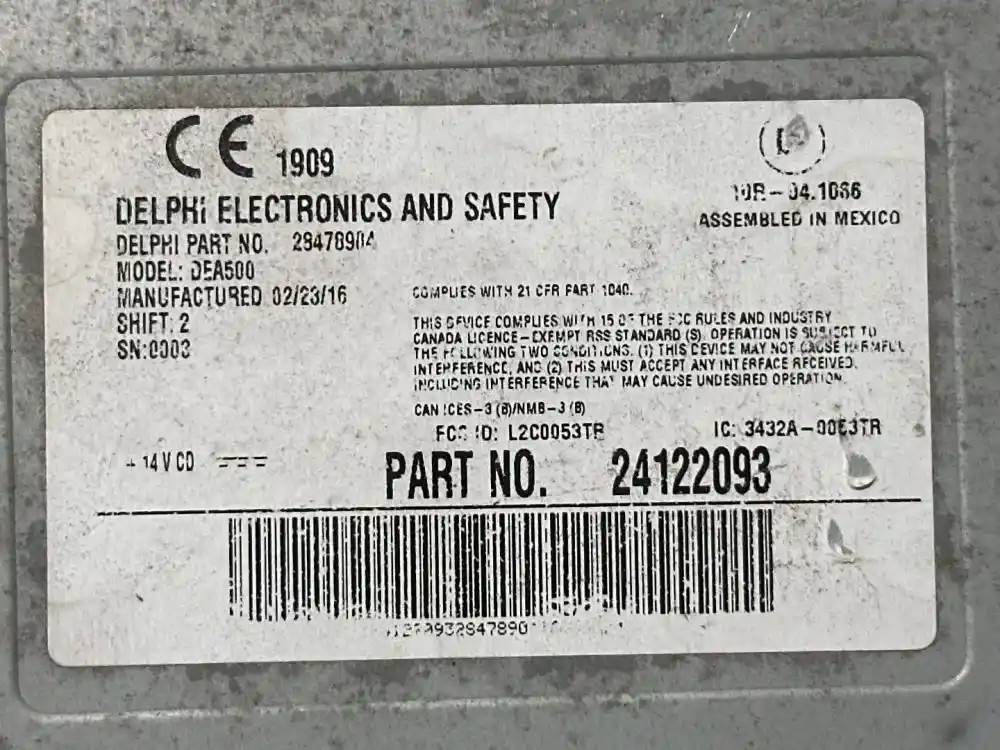 CE 1909
DELPHI ELECTRONICS AND SAFETY
DELPHI PART NO. 28478904
MODEL: DEA500
MANUFACTURED 02/23/16
SHIFT: 2
SN:0003
10R-04.1066
ASSEMBLED IN MEXICO
COMPLIES WITH 21 CFR PART 1040.
THIS DEVICE COMPLIES WITH 15 OF THE FCC RULES AND INDUSTRY
CANADA LICENCE-EXEMPT RSS STANDARD (S). OPERATION IS SUBJECT TO
THE FOLLOWING TWO CONDITIONS. (1) THIS DEVICE MAY NOT CAUSE HARMFUL
INTERFERENCE, AND (2) THIS MUST ACCEPT ANY INTERFACE RECEIVED,
INCLUDING INTERFERENCE THAT MAY CAUSE UNDESIRED OPERATION.
CAN ICES-3 (B)/NMB-3 (B)
FCC ID: L2C0053TR
IC: 3432A-0053TR
14V CD
PART NO. 24122093